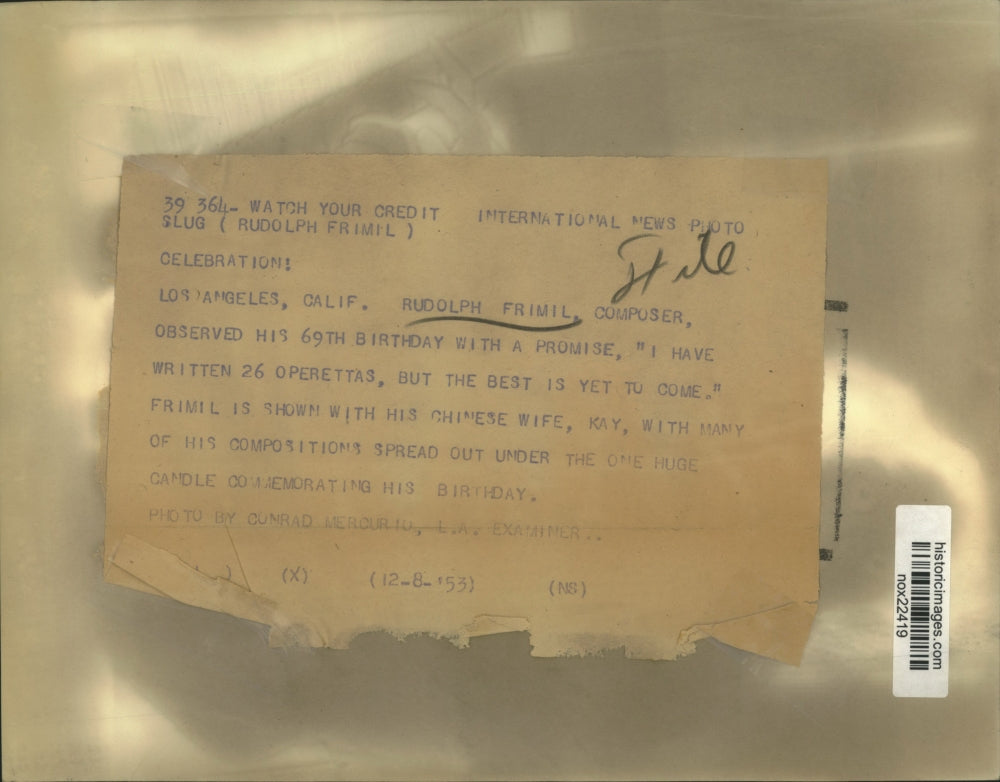 39 364- WATCH YOUR CREDIT INTERNATIONAL NEWS PHOTO
SLUG ( RUDOLPH FRIMIL )
File
CELEBRATION!
LOS ANGELES, CALIF. RUDOLPH FRIMIL, COMPOSER,
OBSERVED HIS 69TH BIRTHDAY WITH A PROMISE, "I HAVE
WRITTEN 26 OPERETTAS, BUT THE BEST IS YET TO COME."
FRIMIL IS SHOWN WITH HIS CHINESE WIFE, KAY, WITH MANY
OF HIS COMPOSITIONS SPREAD OUT UNDER THE ONE HUGE
CANDLE COMMEMORATING HIS BIRTHDAY.
PHOTO BY CONRAD MERCURIO, L.A. EXAMINER..
) (X) (12-8-'53) (NS)
historicimages.com
nox22419